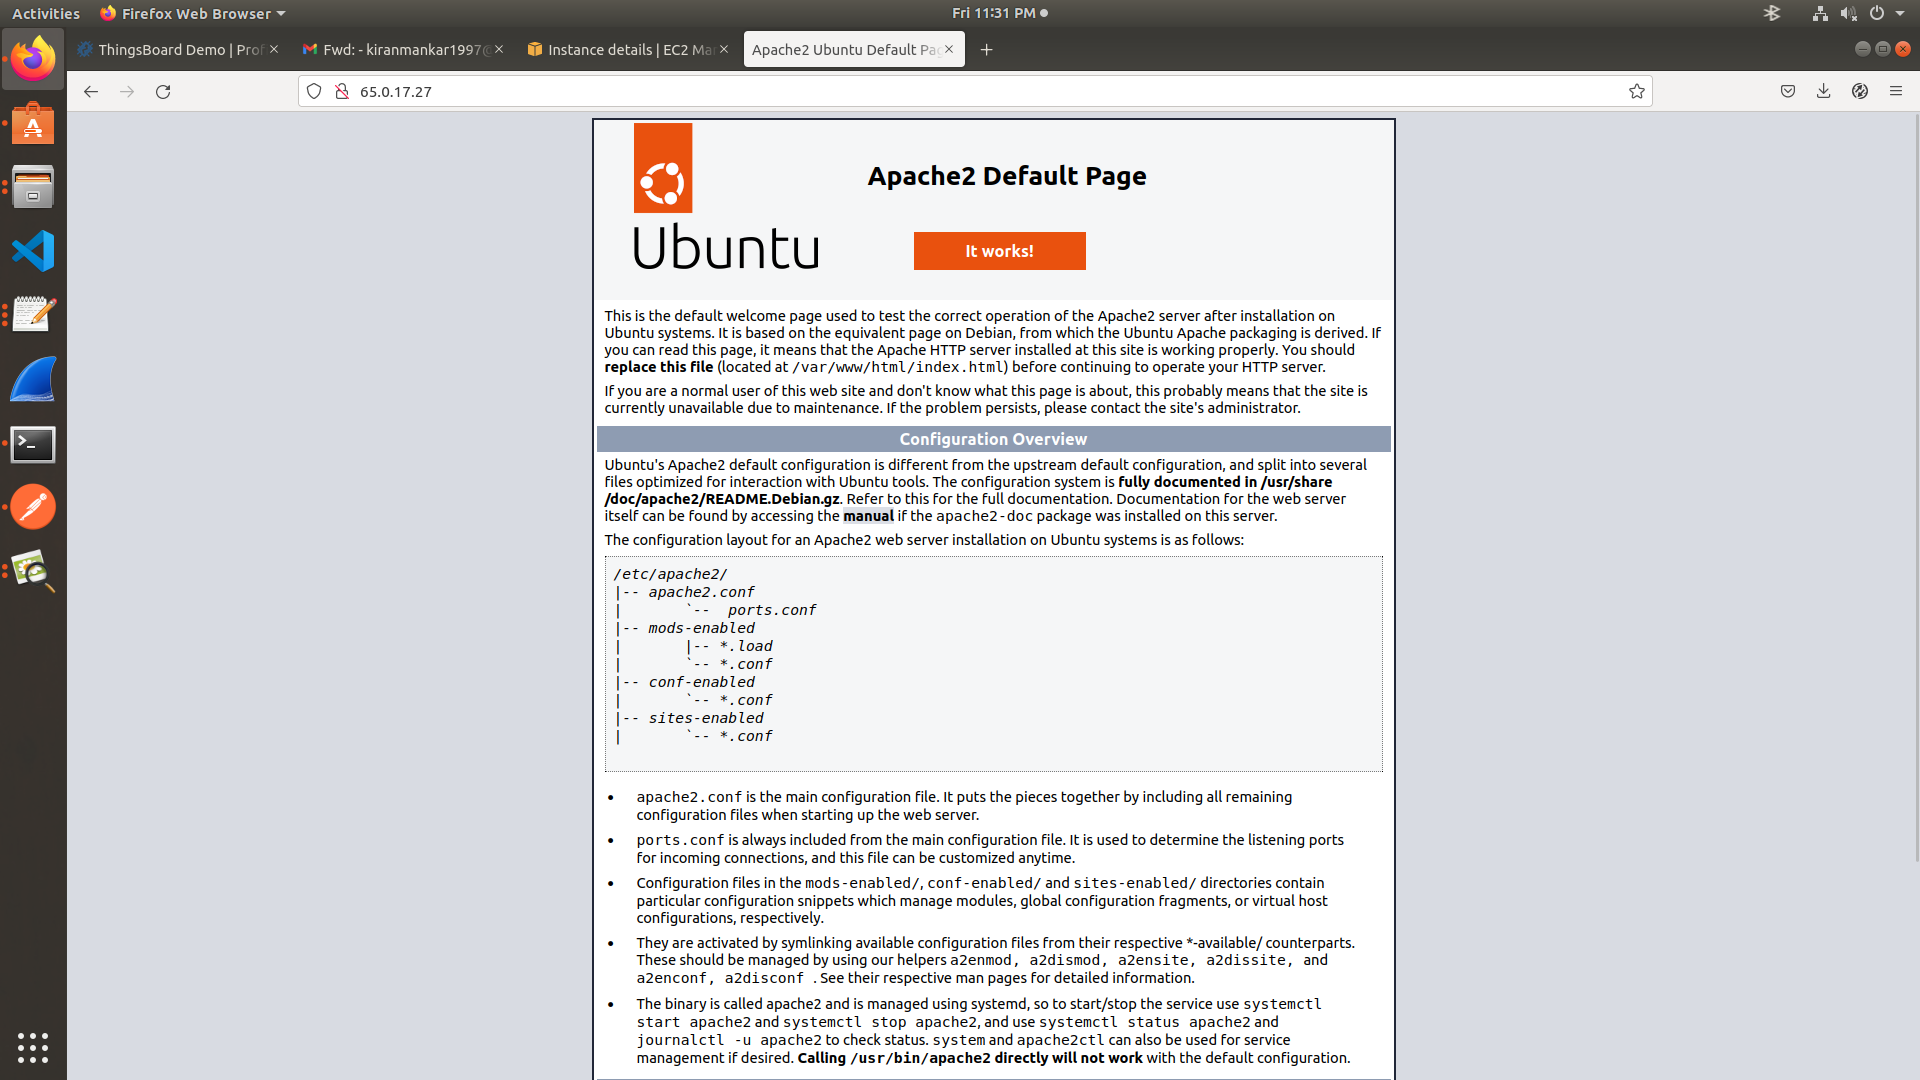 Activities Firefox Web Browser Fri 11:31 PM
ThingsBoard Demo | Prof Fwd: - kiranmankar1997@ Instance details | EC2 Ma Apache2 Ubuntu Default Pag
65.0.17.27
Apache2 Default Page
Ubuntu
It works!
This is the default welcome page used to test the correct operation of the Apache2 server after installation on
Ubuntu systems. It is based on the equivalent page on Debian, from which the Ubuntu Apache packaging is derived. If
you can read this page, it means that the Apache HTTP server installed at this site is working properly. You should
replace this file (located at /var/www/html/index.html) before continuing to operate your HTTP server.
If you are a normal user of this web site and don't know what this page is about, this probably means that the site is
currently unavailable due to maintenance. If the problem persists, please contact the site's administrator.
Configuration Overview
Ubuntu's Apache2 default configuration is different from the upstream default configuration, and split into several
files optimized for interaction with Ubuntu tools. The configuration system is fully documented in /usr/share
/doc/apache2/README.Debian.gz. Refer to this for the full documentation. Documentation for the web server
itself can be found by accessing the manual if the apache2-doc package was installed on this server.
The configuration layout for an Apache2 web server installation on Ubuntu systems is as follows:
/etc/apache2/
|-- apache2.conf
|       `--  ports.conf
|-- mods-enabled
|       |-- *.load
|       `-- *.conf
|-- conf-enabled
|       `-- *.conf
|-- sites-enabled
|       `-- *.conf
• apache2.conf is the main configuration file. It puts the pieces together by including all remaining
configuration files when starting up the web server.
• ports.conf is always included from the main configuration file. It is used to determine the listening ports
for incoming connections, and this file can be customized anytime.
• Configuration files in the mods-enabled/, conf-enabled/ and sites-enabled/ directories contain
particular configuration snippets which manage modules, global configuration fragments, or virtual host
configurations, respectively.
• They are activated by symlinking available configuration files from their respective *-available/ counterparts.
These should be managed by using our helpers a2enmod, a2dismod, a2ensite, a2dissite, and
a2enconf, a2disconf . See their respective man pages for detailed information.
• The binary is called apache2 and is managed using systemd, so to start/stop the service use systemctl
start apache2 and systemctl stop apache2, and use systemctl status apache2 and
journalctl -u apache2 to check status. system and apache2ctl can also be used for service
management if desired. Calling /usr/bin/apache2 directly will not work with the default configuration.